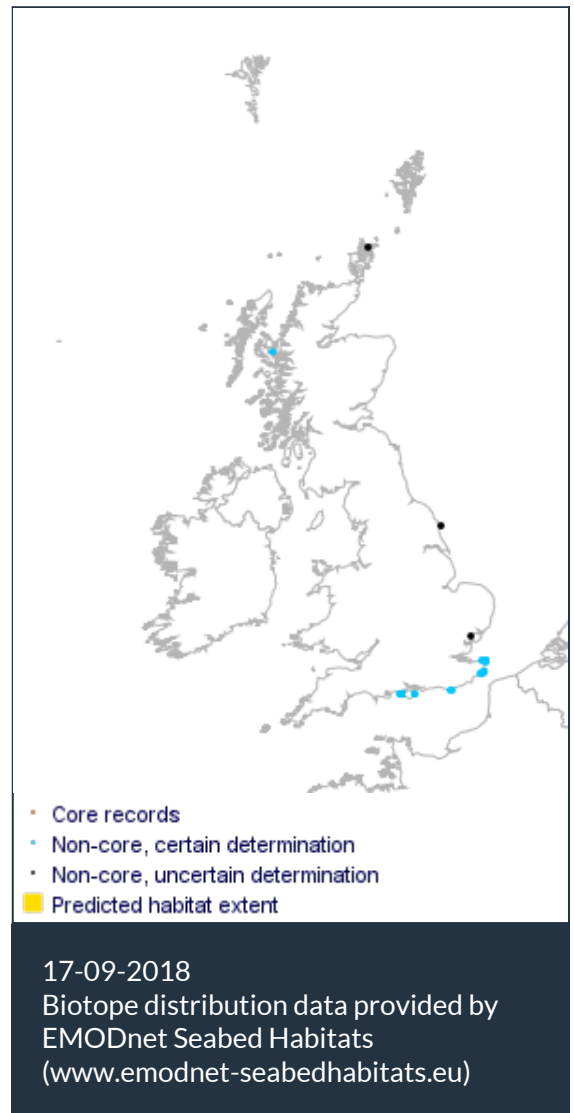 Core records
Non-core, certain determination
Non-core, uncertain determination
Predicted habitat extent
17-09-2018
Biotope distribution data provided by
EMODnet Seabed Habitats
(www.emodnet-seabedhabitats.eu)